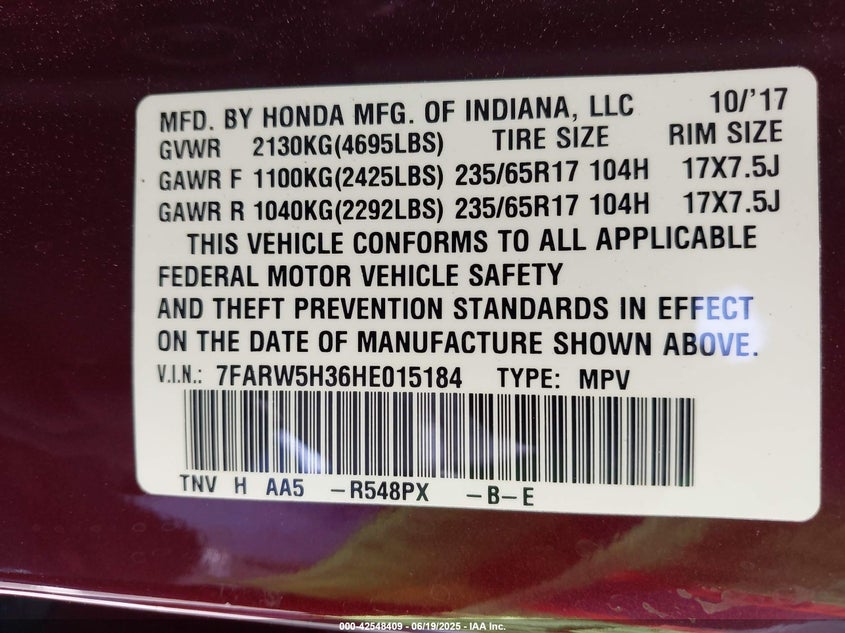 MFD. BY HONDA MFG. OF INDIANA, LLC 10/'17
GVWR 2130KG(4695LBS) TIRE SIZE RIM SIZE
GAWR F 1100KG(2425LBS) 235/65R17 104H 17X7.5J
GAWR R 1040KG(2292LBS) 235/65R17 104H 17X7.5J
THIS VEHICLE CONFORMS TO ALL APPLICABLE
FEDERAL MOTOR VEHICLE SAFETY
AND THEFT PREVENTION STANDARDS IN EFFECT
ON THE DATE OF MANUFACTURE SHOWN ABOVE.
V.I.N.: 7FARW5H36HE015184 TYPE: MPV
TNV H AA5 -R548PX -B-E
000-42548409 - 06/19/2025 - IAA Inc.